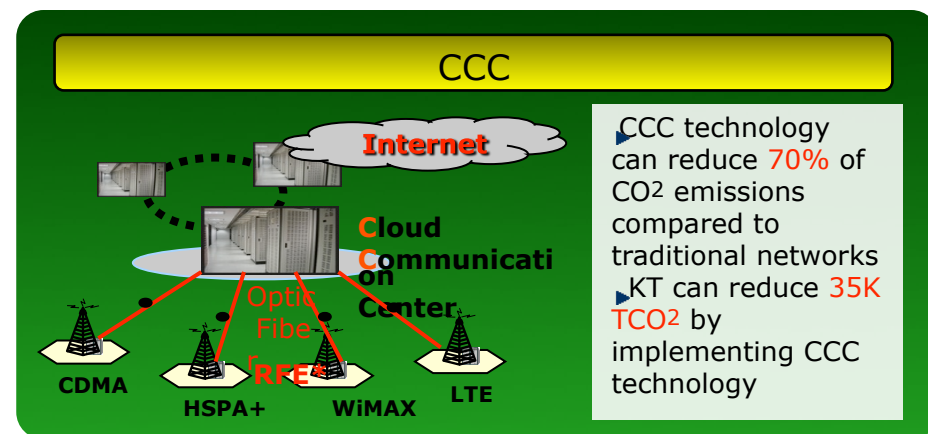 CCC
Internet
Cloud
Communicati
on
Center
Optic
Fibe
r
RFE*
CDMA
HSPA+
WiMAX
LTE
CCC technology
can reduce 70% of
CO2 emissions
compared to
traditional networks
KT can reduce 35K
TCO2 by
implementing CCC
technology